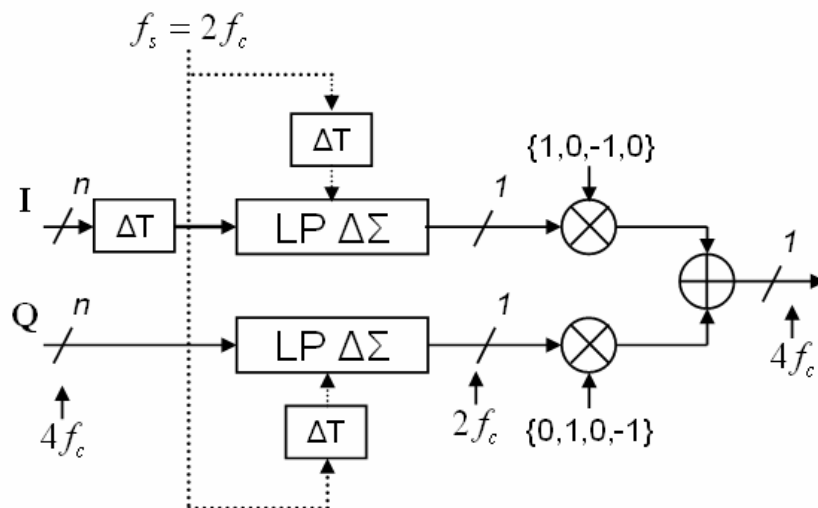 f_s = 2f_c
ΔT
{1,0,-1,0}
I
n
ΔT
LP ΔΣ
1
1
Q
n
LP ΔΣ
1
4f_c
4f_c
ΔT
2f_c
{0,1,0,-1}